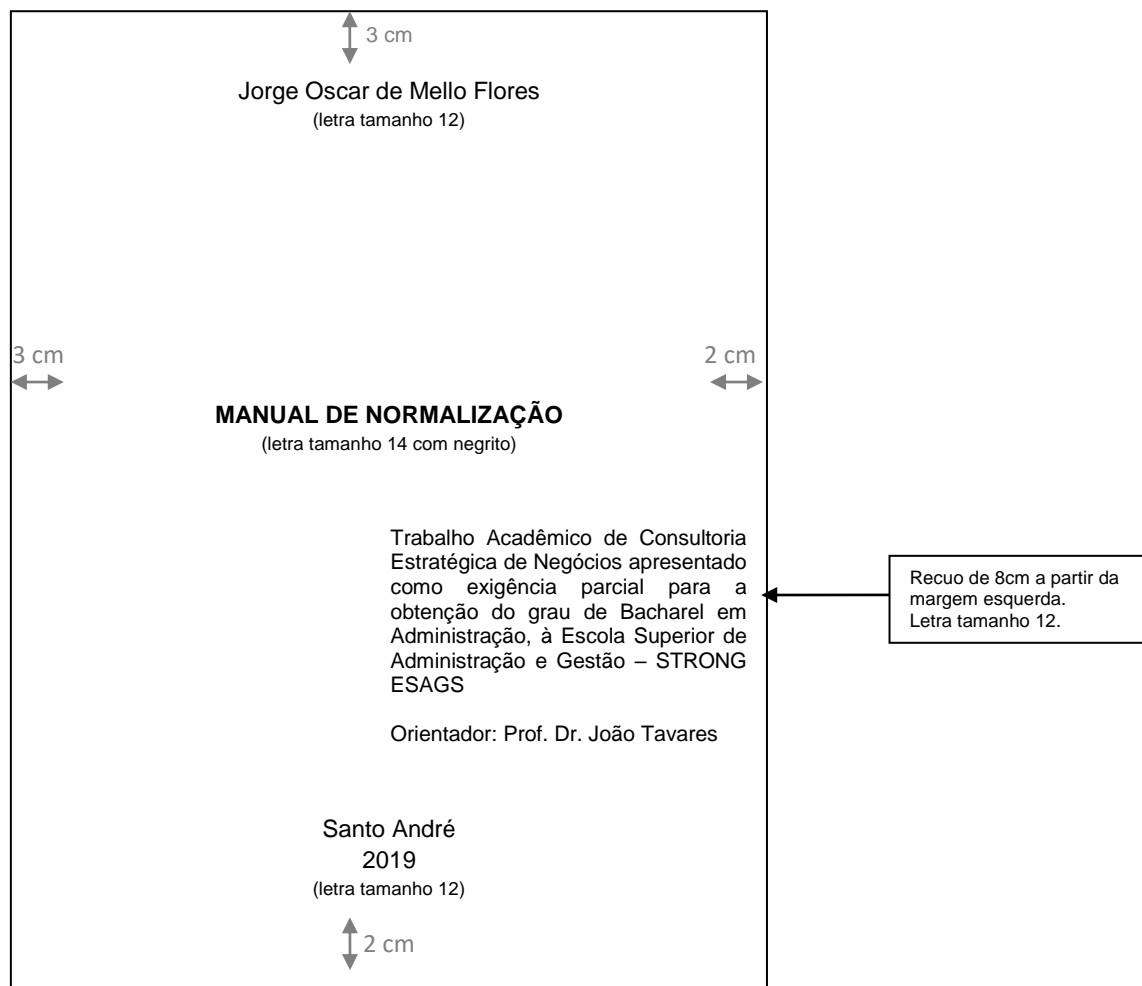 3 cm
Jorge Oscar de Mello Flores
(letra tamanho 12)
3 cm
2 cm
MANUAL DE NORMALIZAÇÃO
(letra tamanho 14 com negrito)
Trabalho Acadêmico de Consultoria
Estratégica de Negócios apresentado
como exigência parcial para a
obtenção do grau de Bacharel em
Administração, à Escola Superior de
Administração e Gestão – STRONG
ESAGS
Recuo de 8cm a partir da
margem esquerda.
Letra tamanho 12.
Orientador: Prof. Dr. João Tavares
Santo André
2019
(letra tamanho 12)
2 cm